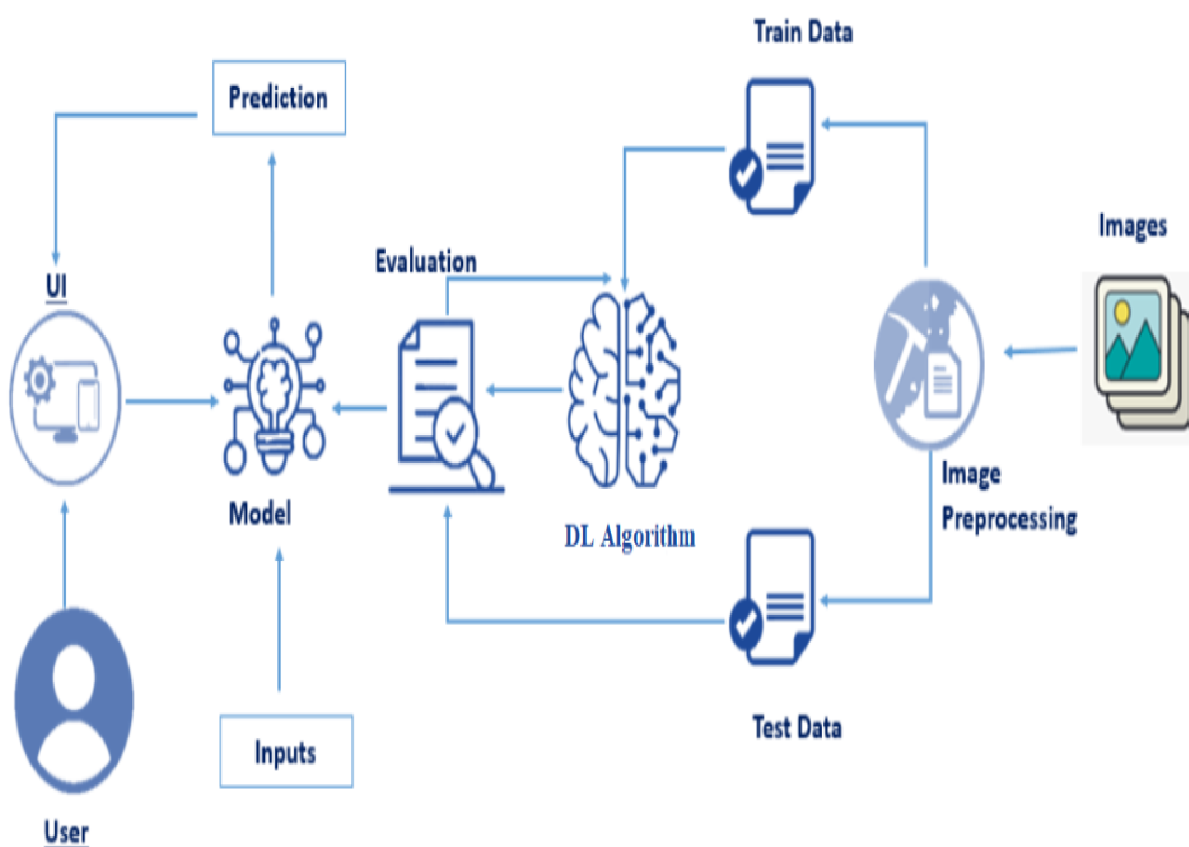 Train Data
Prediction
Images
Evaluation
UI
Image
Preprocessing
Model
DL Algorithm
Test Data
Inputs
User